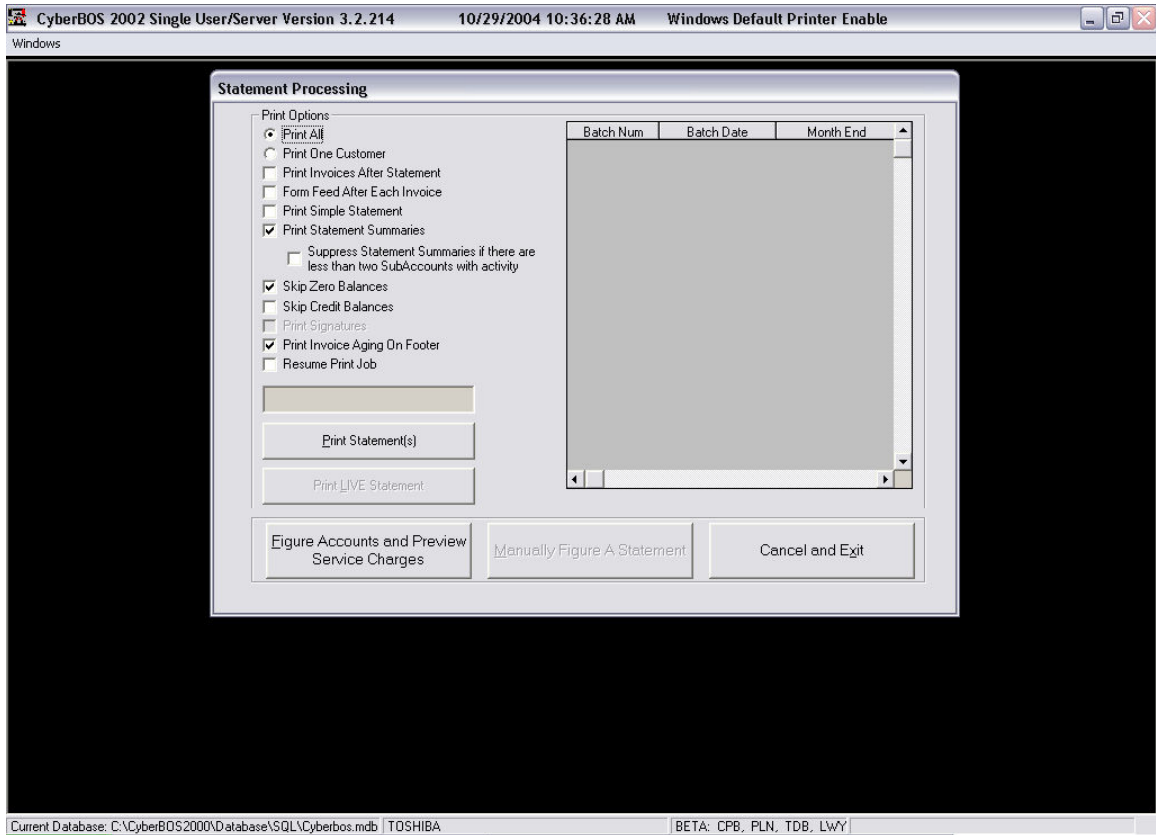 CyberBOS 2002 Single User/Server Version 3.2.214 10/29/2004 10:36:28 AM Windows Default Printer Enable
Windows
Statement Processing
Print Options
Print All
Print One Customer
Print Invoices After Statement
Form Feed After Each Invoice
Print Simple Statement
Print Statement Summaries
Suppress Statement Summaries if there are
less than two SubAccounts with activity
Skip Zero Balances
Skip Credit Balances
Print Signatures
Print Invoice Aging On Footer
Resume Print Job
Batch Num Batch Date Month End
Print Statement(s)
Print LIVE Statement
Figure Accounts and Preview
Service Charges
Manually Figure A Statement
Cancel and Exit
Current Database: C:\CyberBOS2000\Database\SQL\Cyberbos.mdb TOSHIBA BETA: CPB, PLN, TDB, LWY